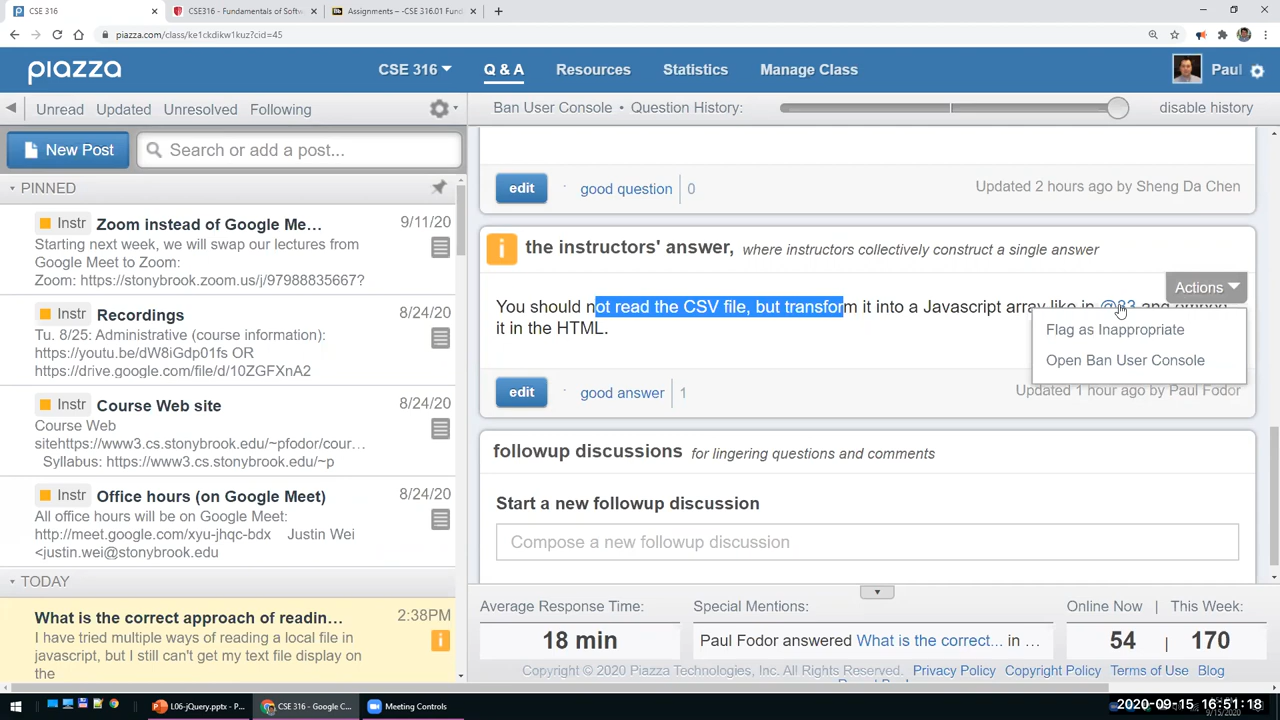 CSE 316
CSE316 - Fundamentals of Softw
Assignments – -CSE 316.01 Fund
piazza.com/class/ke1ckdikw1kuz?cid=45
piazza
CSE 316
Q & A
Resources
Statistics
Manage Class
Paul
Unread
Updated
Unresolved
Following
Ban User Console • Question History:
disable history
New Post
Search or add a post...
PINNED
Instr Zoom instead of Google Me... 9/11/20
Starting next week, we will swap our lectures from
Google Meet to Zoom:
Zoom: https://stonybrook.zoom.us/j/97988835667?
Instr Recordings 8/24/20
Tu. 8/25: Administrative (course information):
https://youtu.be/dW8iGdp01fs OR
https://drive.google.com/file/d/10ZGFXnA2
Instr Course Web site 8/24/20
Course Web
sitehttps://www3.cs.stonybrook.edu/~pfodor/cour...
Syllabus: https://www3.cs.stonybrook.edu/~p
Instr Office hours (on Google Meet) 8/24/20
All office hours will be on Google Meet:
http://meet.google.com/xyu-jhqc-bdx Justin Wei
<justin.wei@stonybrook.edu
TODAY
What is the correct approach of readin... 2:38PM
I have tried multiple ways of reading a local file in
javascript, but I still can't get my text file display on
the
edit · good question 0
Updated 2 hours ago by Sheng Da Chen
i the instructors' answer, where instructors collectively construct a single answer
Actions
You should not read the CSV file, but transform it into a Javascript array like in
it in the HTML.
Flag as Inappropriate
Open Ban User Console
edit · good answer 1
Updated 1 hour ago by Paul Fodor
followup discussions for lingering questions and comments
Start a new followup discussion
Compose a new followup discussion
Average Response Time:
18 min
Special Mentions:
Paul Fodor answered What is the correct... in ...
Online Now | This Week:
54 | 170
Copyright © 2020 Piazza Technologies, Inc. All Rights Reserved. Privacy Policy Copyright Policy Terms of Use Blog
L06-jQuery.pptx - P...
CSE 316 - Google C...
Meeting Controls
2020-09-15 16:51:18